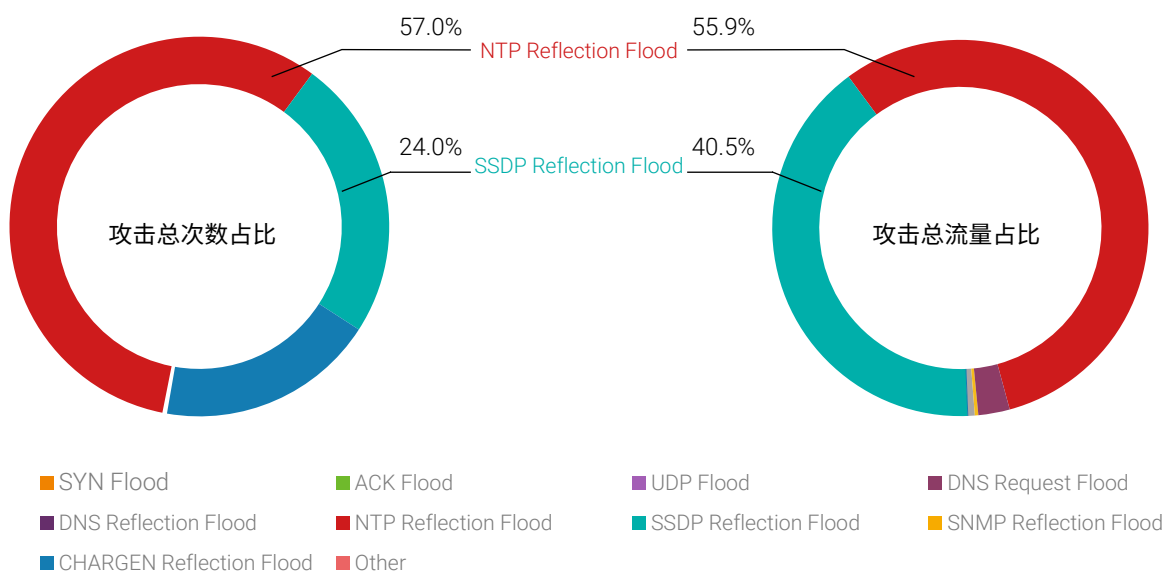 57.0% NTP Reflection Flood 55.9%
24.0% SSDP Reflection Flood 40.5%
攻击总次数占比 攻击总流量占比
SYN Flood ACK Flood UDP Flood DNS Request Flood
DNS Reflection Flood NTP Reflection Flood SSDP Reflection Flood SNMP Reflection Flood
CHARGEN Reflection Flood Other